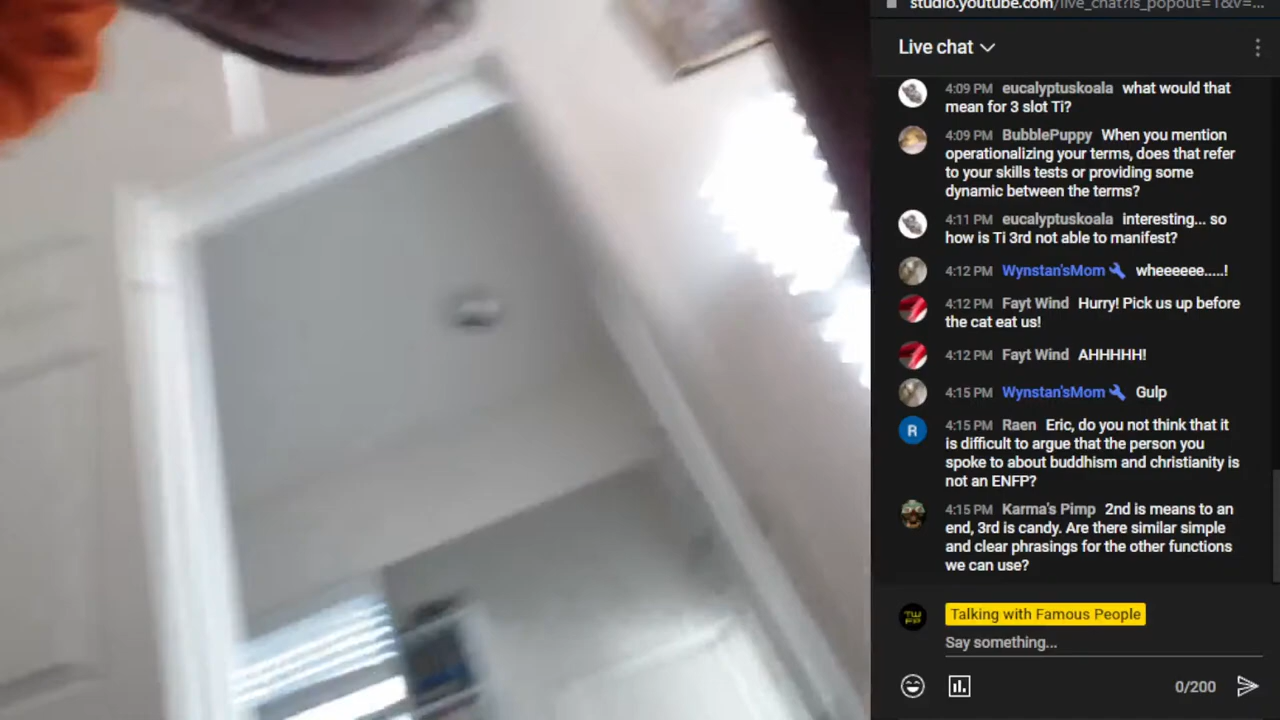 studio.youtube.com/live_chat?is_popout=1&v=...
Live chat
4:09 PM eucalyptuskoala what would that
mean for 3 slot Ti?
4:09 PM BubblePuppy When you mention
operationalizing your terms, does that refer
to your skills tests or providing some
dynamic between the terms?
4:11 PM eucalyptuskoala interesting... so
how is Ti 3rd not able to manifest?
4:12 PM Wynstan'sMom wheeeeee.....!
4:12 PM Fayt Wind Hurry! Pick us up before
the cat eat us!
4:12 PM Fayt Wind AHHHHH!
4:15 PM Wynstan'sMom Gulp
R
4:15 PM Raen Eric, do you not think that it
is difficult to argue that the person you
spoke to about buddhism and christianity is
not an ENFP?
4:15 PM Karma's Pimp 2nd is means to an
end, 3rd is candy. Are there similar simple
and clear phrasings for the other functions
we can use?
TW
FP
Talking with Famous People
Say something...
0/200